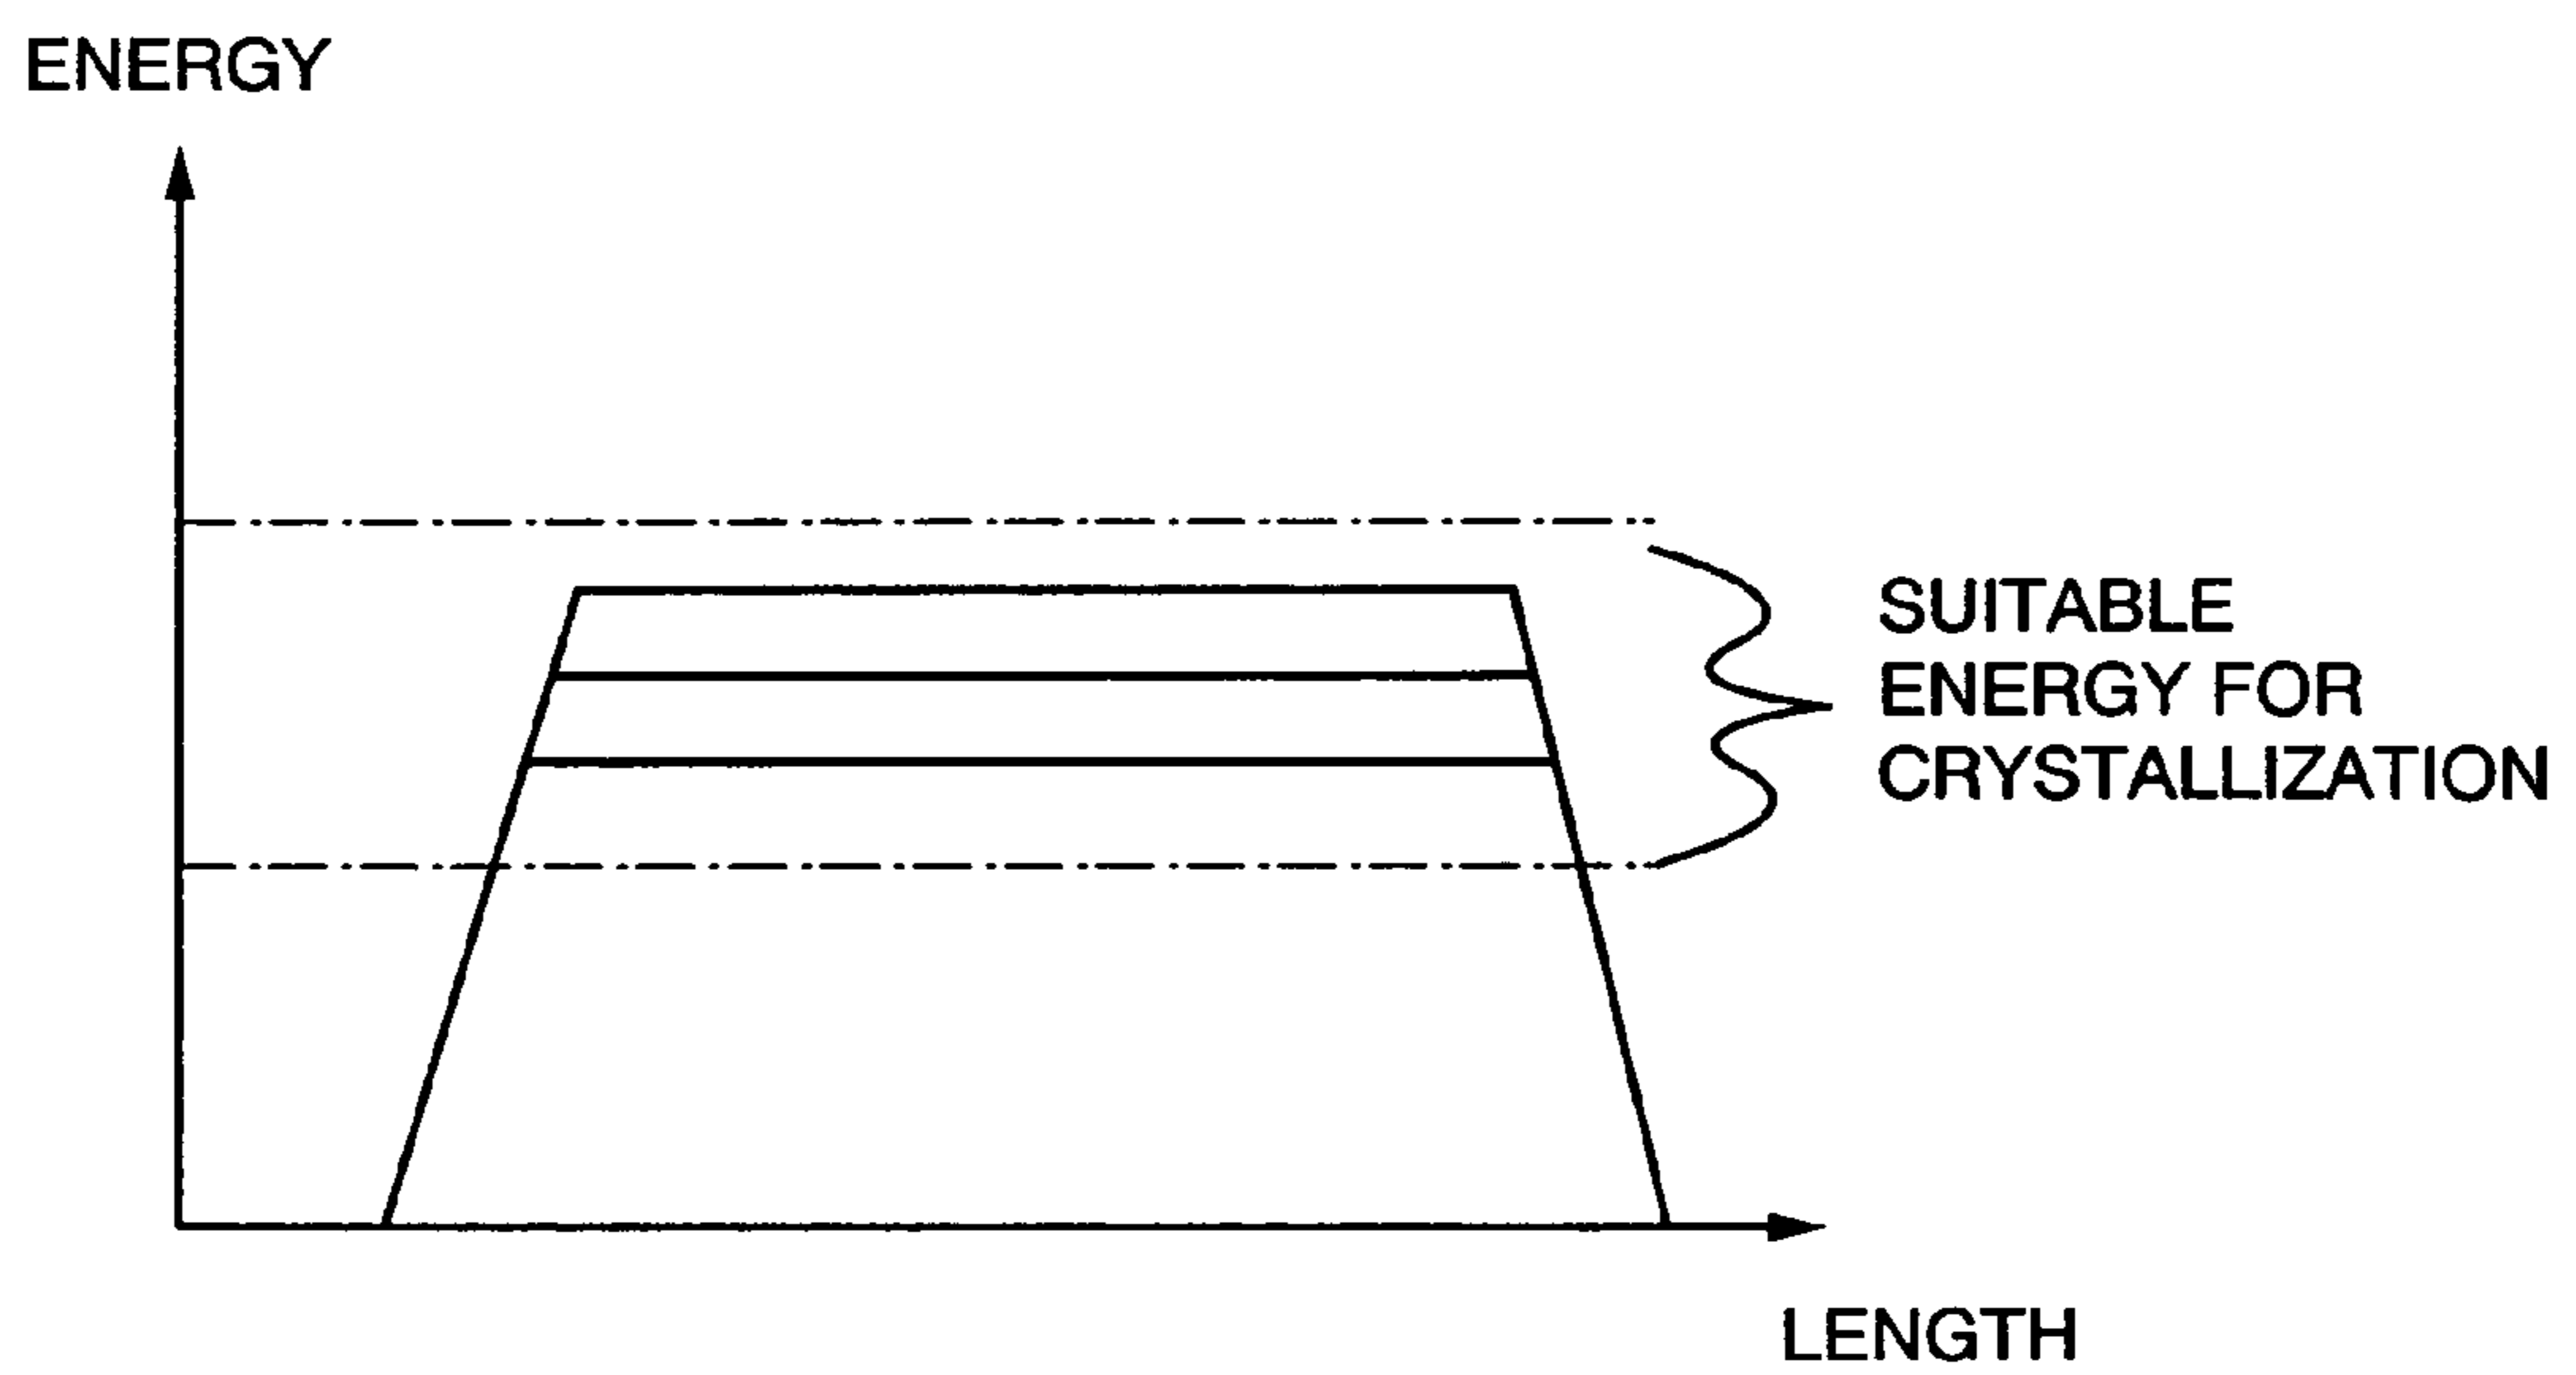 ENERGY
SUITABLE
ENERGY FOR
CRYSTALLIZATION
LENGTH